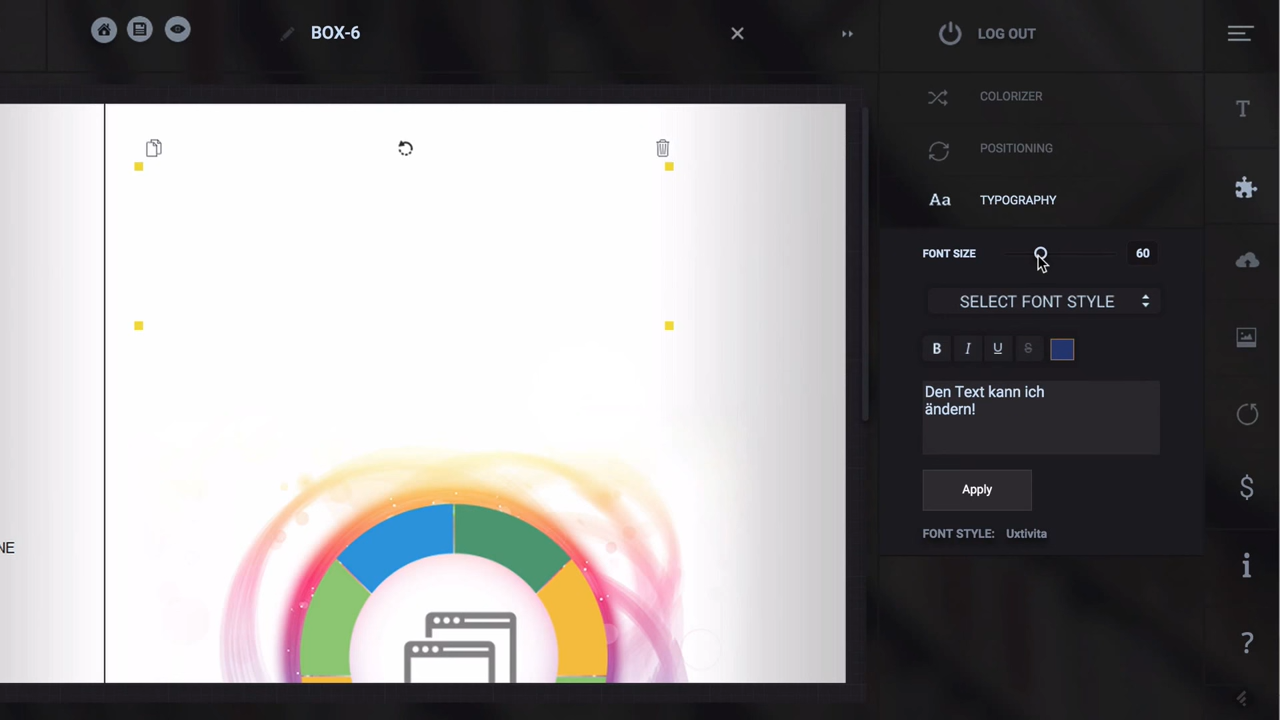 BOX-6
LOG OUT
COLORIZER
POSITIONING
Aa TYPOGRAPHY
T
FONT SIZE 60
SELECT FONT STYLE
B I U S
Den Text kann ich
ändern!
Apply
FONT STYLE: Uxtivita
NE
$
i
?